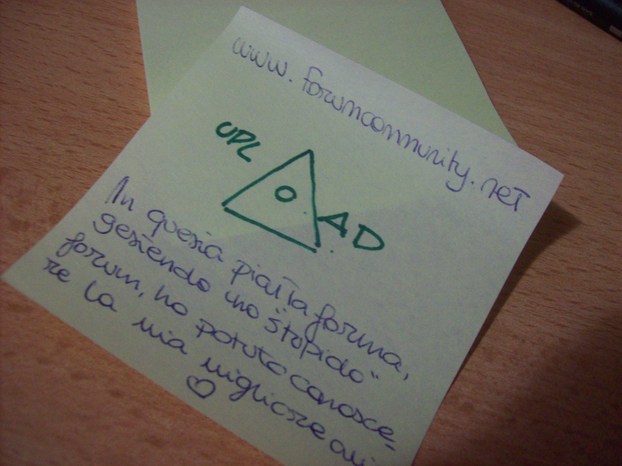 www.forumcommunity.net
UPL O AD
In questa piattaforma,
gestendo uno "stupido"
forum, ho potuto conosce-
re la mia migliore ami